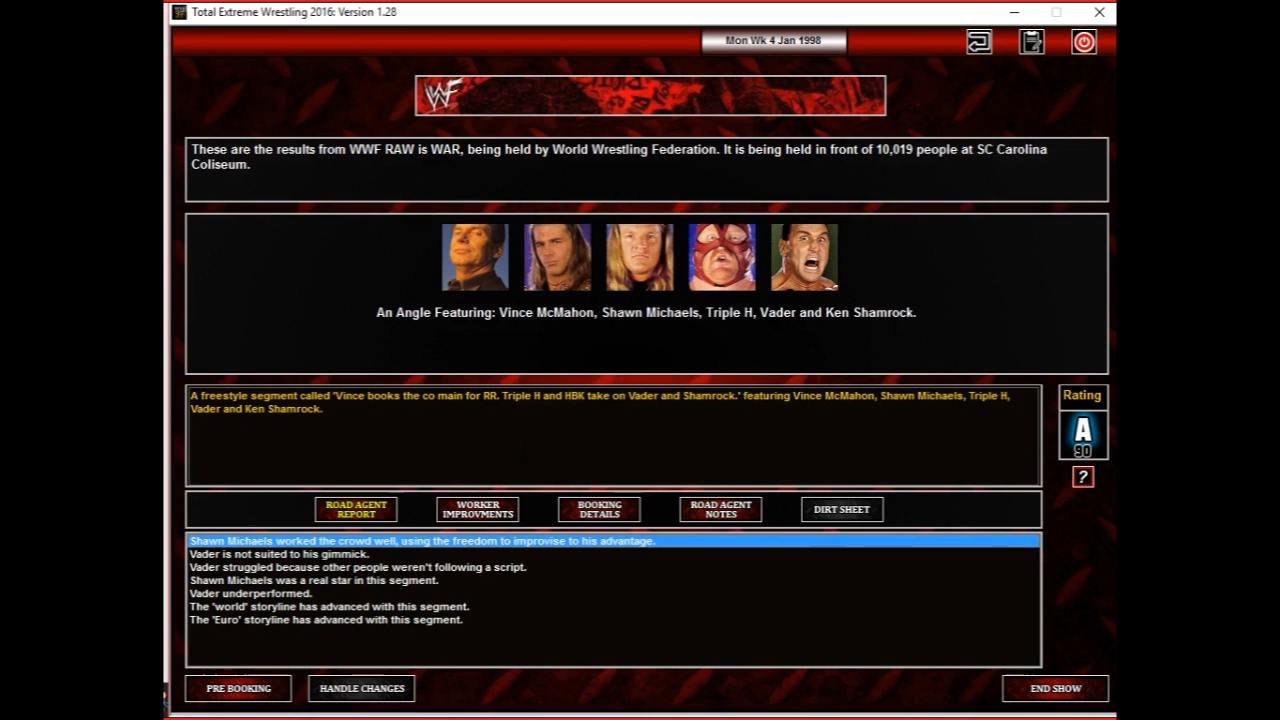 Total Extreme Wrestling 2016: Version 1.28
Mon Wk 4 Jan 1998
WF
These are the results from WWF RAW is WAR, being held by World Wrestling Federation. It is being held in front of 10,019 people at SC Carolina
Coliseum.
An Angle Featuring: Vince McMahon, Shawn Michaels, Triple H, Vader and Ken Shamrock.
A freestyle segment called 'Vince books the co main for RR. Triple H and HBK take on Vader and Shamrock.' featuring Vince McMahon, Shawn Michaels, Triple H,
Vader and Ken Shamrock.
Rating
A
90
?
ROAD AGENT
REPORT
WORKER
IMPROVMENTS
BOOKING
DETAILS
ROAD AGENT
NOTES
DIRT SHEET
Shawn Michaels worked the crowd well, using the freedom to improvise to his advantage.
Vader is not suited to his gimmick.
Vader struggled because other people weren't following a script.
Shawn Michaels was a real star in this segment.
Vader underperformed.
The 'world' storyline has advanced with this segment.
The 'Euro' storyline has advanced with this segment.
PRE BOOKING
HANDLE CHANGES
END SHOW